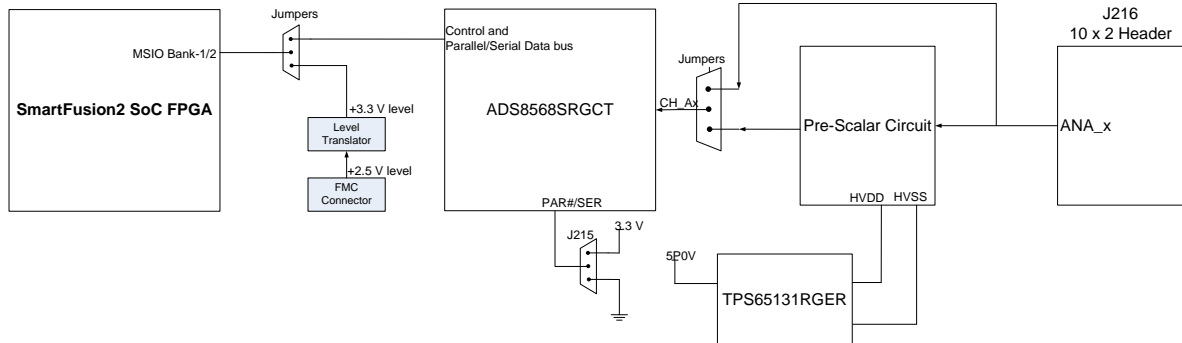 Jumpers
MSIO Bank-1/2
SmartFusion2 SoC FPGA
+3.3 V level
Level
Translator
+2.5 V level
FMC
Connector
Control and
Parallel/Serial Data bus
ADS8568SRGCT
PAR#/SER
J215
3.3 V
Jumpers
CH_Ax
Pre-Scalar Circuit
HVDD
HVSS
5P0V
TPS65131RGER
J216
10 x 2 Header
ANA_x